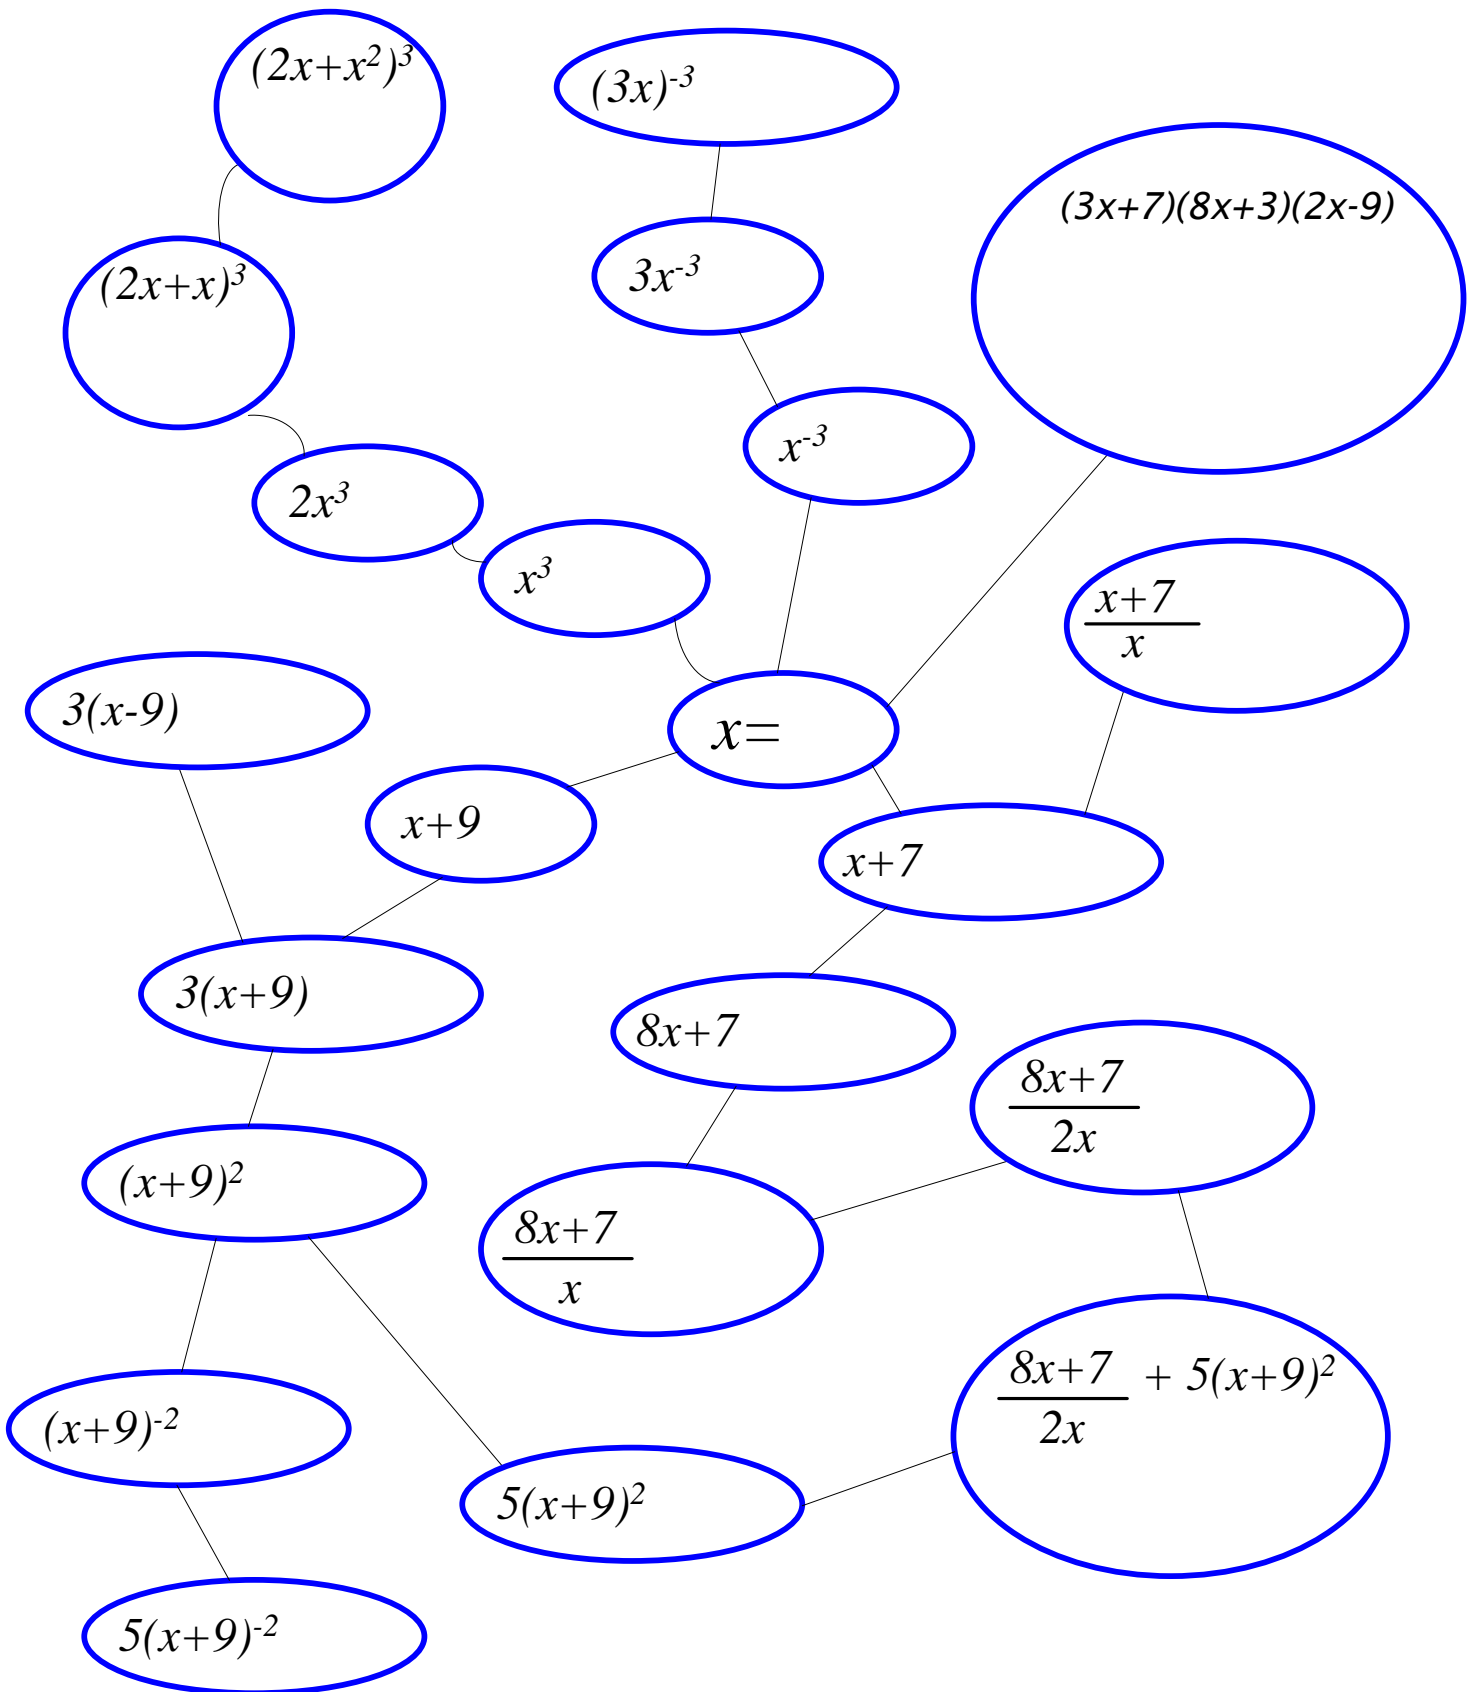 (2x+x²)³
(3x)⁻³
(3x+7)(8x+3)(2x-9)
3x⁻³
(2x+x)³
x⁻³
2x³
x³
x+7
x
3(x-9)
x=
x+9
x+7
3(x+9)
8x+7
8x+7
2x
(x+9)²
8x+7
x
8x+7
2x
+ 5(x+9)²
(x+9)⁻²
5(x+9)²
5(x+9)⁻²